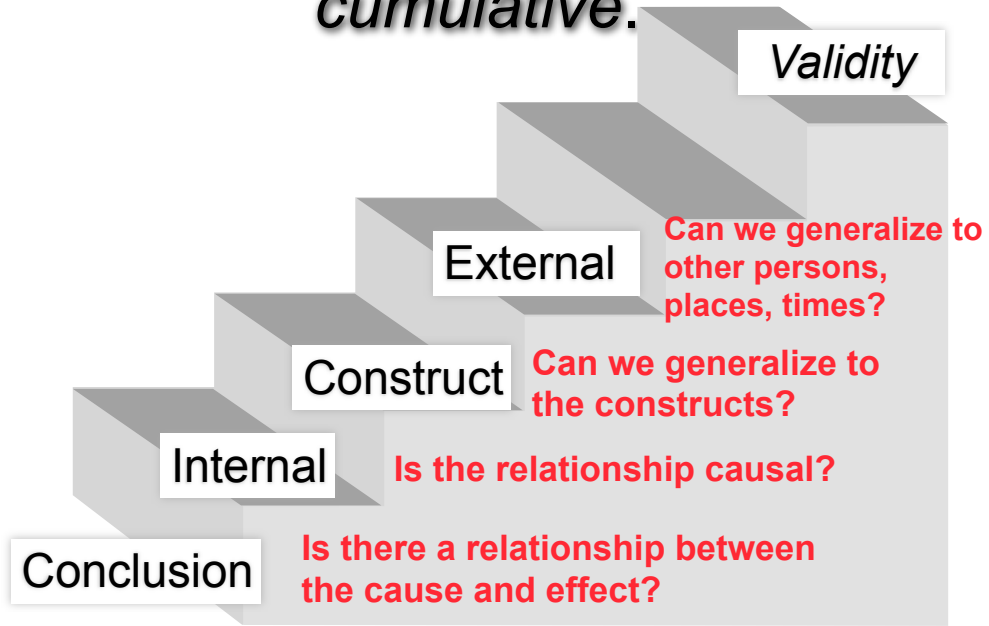 cumulative.
Validity
External
Can we generalize to
other persons,
places, times?
Construct
Can we generalize to
the constructs?
Internal
Is the relationship causal?
Conclusion
Is there a relationship between
the cause and effect?